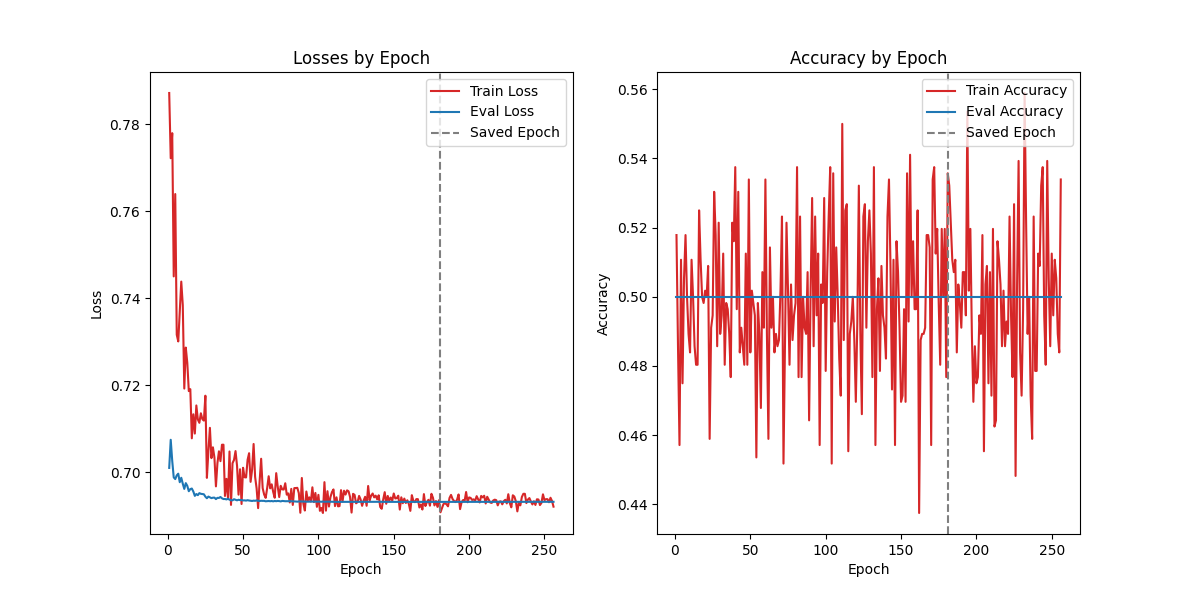 Losses by Epoch
Train Loss
Eval Loss
Saved Epoch
0.78
0.76
0.74
0.72
0.70
Loss
0
50
100
150
200
250
Epoch
Accuracy by Epoch
Train Accuracy
Eval Accuracy
Saved Epoch
0.56
0.54
0.52
0.50
0.48
0.46
0.44
Accuracy
0
50
100
150
200
250
Epoch